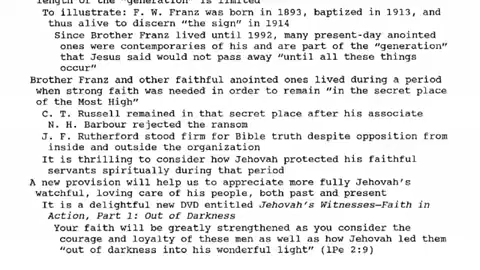 length of the "generation" is limited
To illustrate: F. W. Franz was born in 1893, baptized in 1913, and
thus alive to discern "the sign" in 1914
Since Brother Franz lived until 1992, many present-day anointed
ones were contemporaries of his and are part of the "generation"
that Jesus said would not pass away "until all these things
occur"
Brother Franz and other faithful anointed ones lived during a period
when strong faith was needed in order to remain "in the secret place
of the Most High"
C. T. Russell remained in that secret place after his associate
N. H. Barbour rejected the ransom
J. F. Rutherford stood firm for Bible truth despite opposition from
inside and outside the organization
It is thrilling to consider how Jehovah protected his faithful
servants spiritually during that period
A new provision will help us to appreciate more fully Jehovah's
watchful, loving care of his people, both past and present
It is a delightful new DVD entitled Jehovah's Witnesses—Faith in
Action, Part 1: Out of Darkness
Your faith will be greatly strengthened as you consider the
courage and loyalty of these men as well as how Jehovah led them
"out of darkness into his wonderful light" (1Pe 2:9)